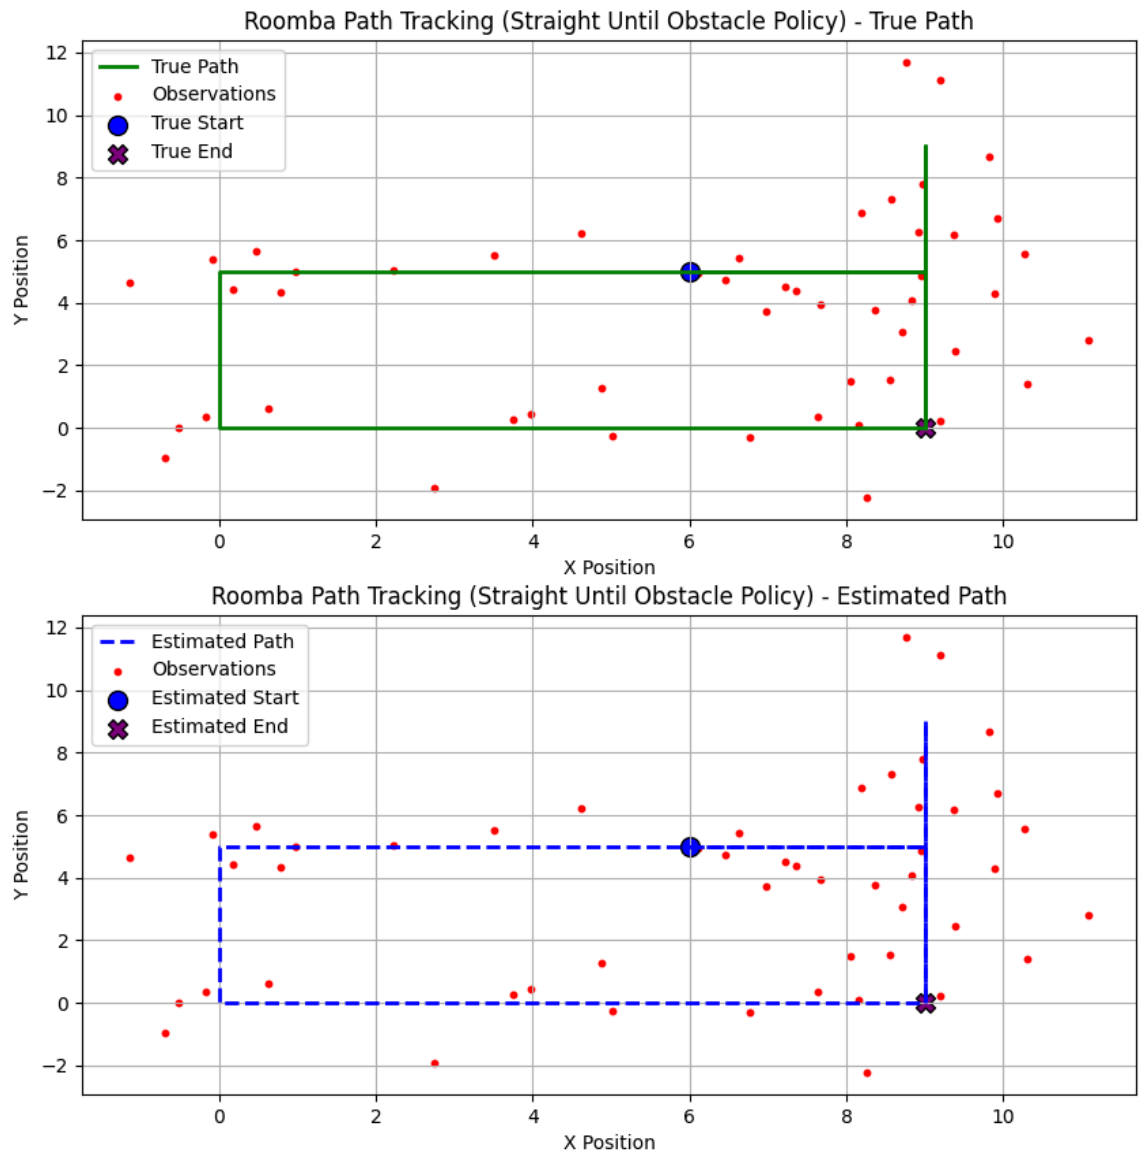 Roomba Path Tracking (Straight Until Obstacle Policy) - True Path
True Path
Observations
True Start
True End
12
10
8
6
4
2
0
−2
Y Position
0 2 4 6 8 10
X Position
Roomba Path Tracking (Straight Until Obstacle Policy) - Estimated Path
Estimated Path
Observations
Estimated Start
Estimated End
12
10
8
6
4
2
0
−2
Y Position
0 2 4 6 8 10
X Position